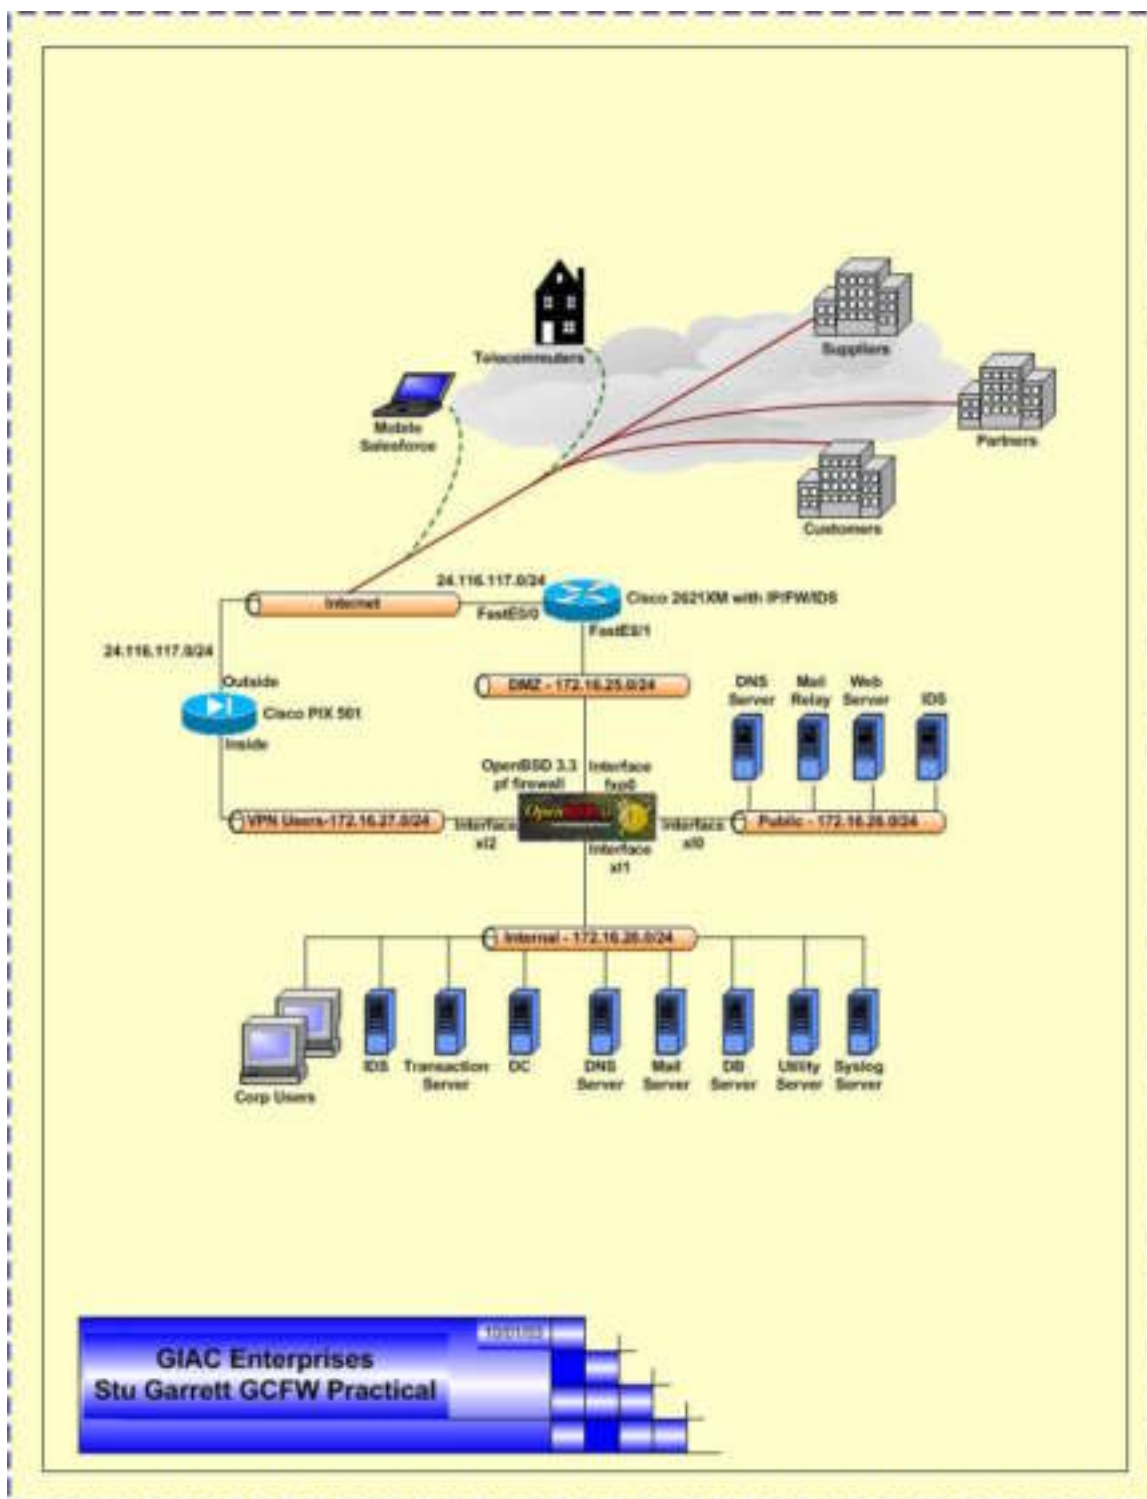 Telecommuters
Suppliers
Mobile
Salesforce
Partners
Customers
24.116.117.0/24
Internet
FastE0/0
Cisco 2621XM with IP/FW/IDS
FastE0/1
24.116.117.0/24
Outside
Cisco PIX 501
Inside
DMZ - 172.16.25.0/24
DNS
Server
Mail
Relay
Web
Server
IDS
OpenBSD 3.3
pf firewall
Interface
fxp0
VPN Users-172.16.27.0/24
Interface
xl2
Interface
xl0
Public - 172.16.26.0/24
Interface
xl1
Internal - 172.16.28.0/24
Corp Users
IDS
Transaction
Server
DC
DNS
Server
Mail
Server
DB
Server
Utility
Server
Syslog
Server
GIAC Enterprises
Stu Garrett GCFW Practical